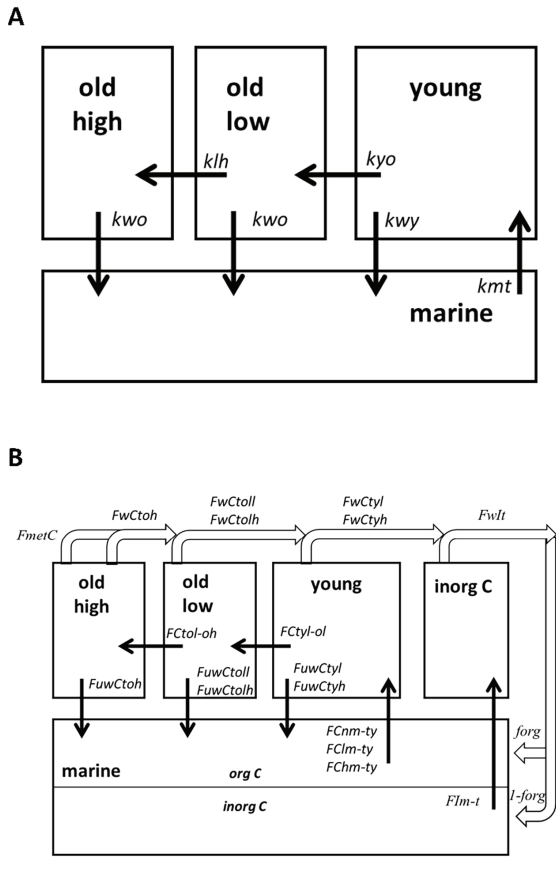 A
old
high
old
low
young
klh
kyo
kwo
kwo
kwy
kmt
marine
B
FwCtoh
FwCtoll
FwCtolh
FwCtyl
FwCtyh
FwIt
FmetC
old
high
old
low
young
inorg C
FCtol-oh
FCtyl-ol
FuwCtoh
FuwCtoll
FuwCtolh
FuwCtyl
FuwCtyh
FCnm-ty
FClm-ty
FChm-ty
forg
marine
org C
inorg C
FIm-t
1-forg